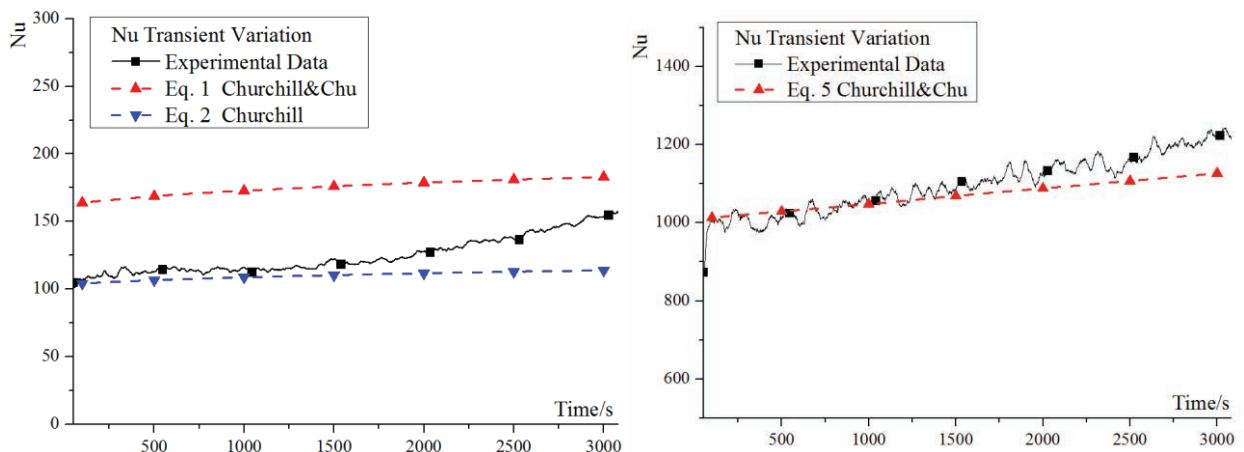 Nu
300
250
200
150
100
50
0
Nu Transient Variation
Experimental Data
Eq. 1 Churchill&Chu
Eq. 2 Churchill
Time/s
500 1000 1500 2000 2500 3000
Nu
1400
1200
1000
800
600
Nu Transient Variation
Experimental Data
Eq. 5 Churchill&Chu
Time/s
500 1000 1500 2000 2500 3000